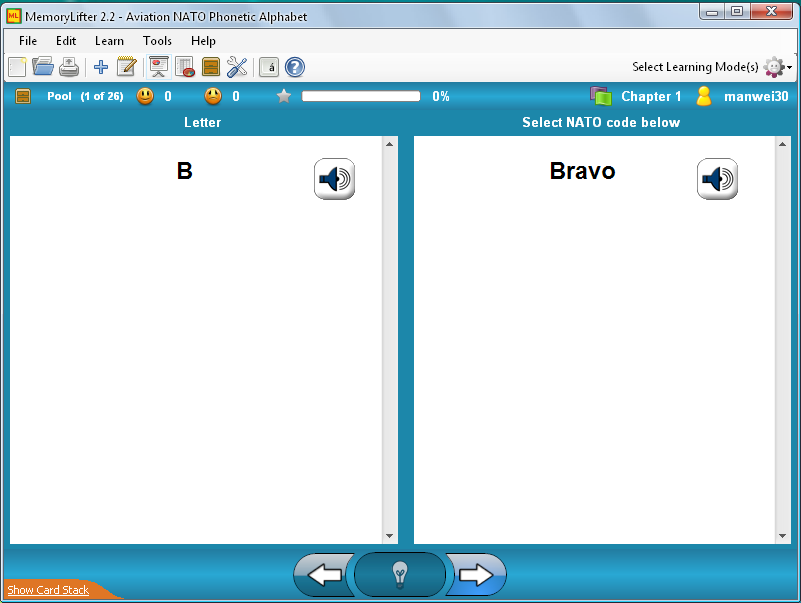 ML MemoryLifter 2.2 - Aviation NATO Phonetic Alphabet
File Edit Learn Tools Help
á ? Select Learning Mode(s)
Pool (1 of 26) 0 0 0% Chapter 1 manwei30
Letter Select NATO code below
B Bravo
Show Card Stack